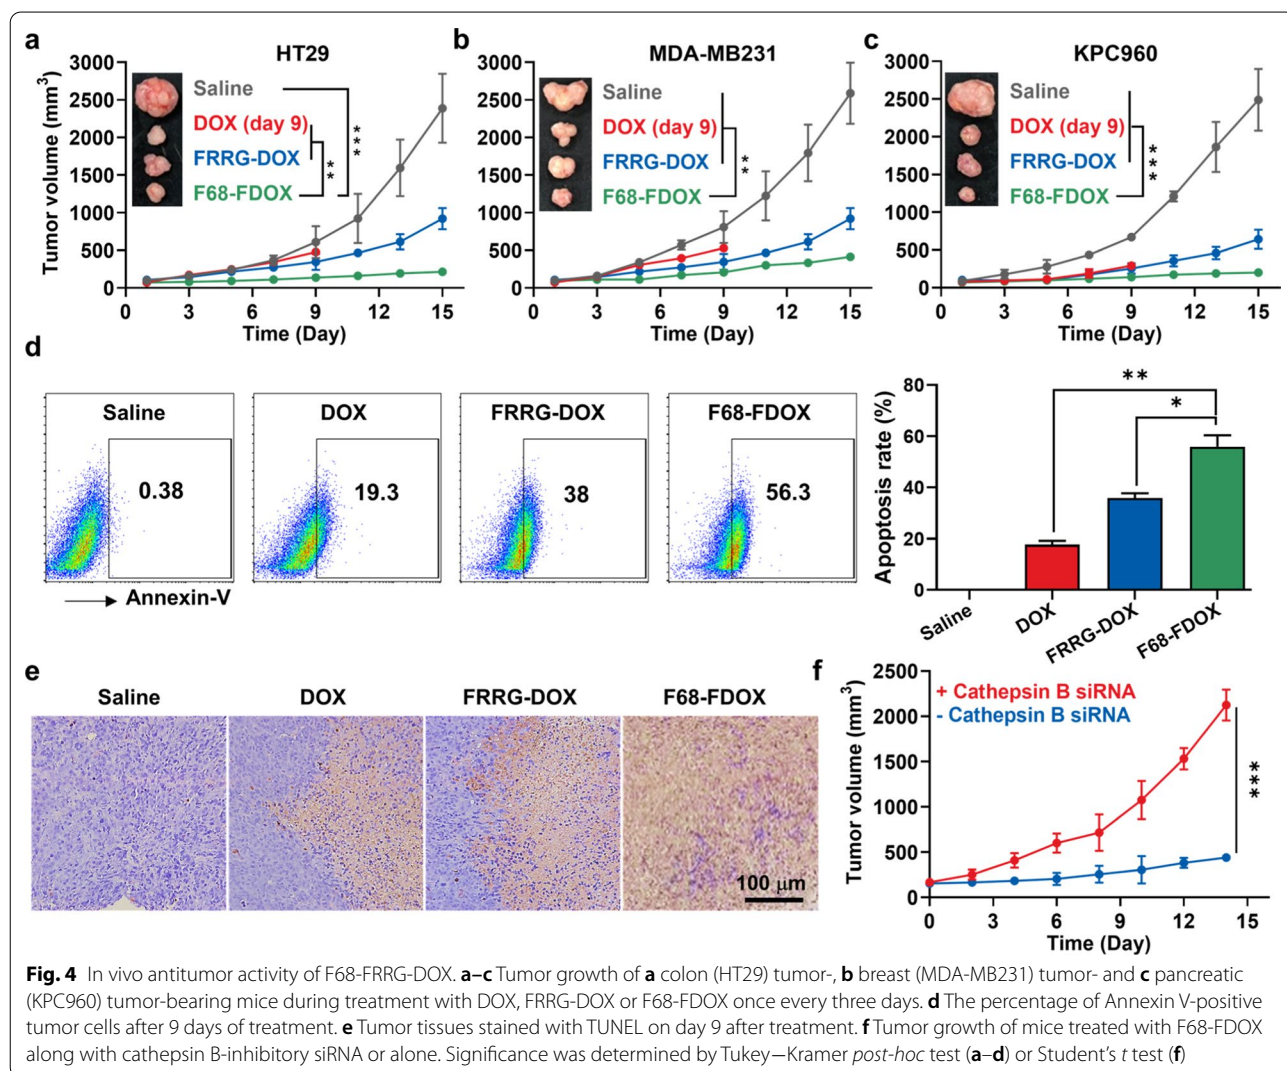 a
HT29
Tumor volume (mm³)
3000
2500
2000
1500
1000
500
0
Saline
DOX (day 9)
FRRG-DOX
F68-FDOX
**
***
0 3 6 9 12 15
Time (Day)
b
MDA-MB231
3000
2500
2000
1500
1000
500
0
Saline
DOX (day 9)
FRRG-DOX
F68-FDOX
**
0 3 6 9 12 15
Time (Day)
c
KPC960
3000
2500
2000
1500
1000
500
0
Saline
DOX (day 9)
FRRG-DOX
F68-FDOX
***
0 3 6 9 12 15
Time (Day)
d
Saline
0.38
DOX
19.3
FRRG-DOX
38
F68-FDOX
56.3
Annexin-V
Apoptosis rate (%)
80
60
40
20
0
**
*
Saline
DOX
FRRG-DOX
F68-FDOX
e
Saline
DOX
FRRG-DOX
F68-FDOX
100 μm
f
Tumor volume (mm³)
2500
2000
1500
1000
500
0
+ Cathepsin B siRNA
- Cathepsin B siRNA
***
0 3 6 9 12 15
Time (Day)
Fig. 4 In vivo antitumor activity of F68-FRRG-DOX. a–c Tumor growth of a colon (HT29) tumor-, b breast (MDA-MB231) tumor- and c pancreatic
(KPC960) tumor-bearing mice during treatment with DOX, FRRG-DOX or F68-FDOX once every three days. d The percentage of Annexin V-positive
tumor cells after 9 days of treatment. e Tumor tissues stained with TUNEL on day 9 after treatment. f Tumor growth of mice treated with F68-FDOX
along with cathepsin B-inhibitory siRNA or alone. Significance was determined by Tukey—Kramer post-hoc test (a–d) or Student's t test (f)